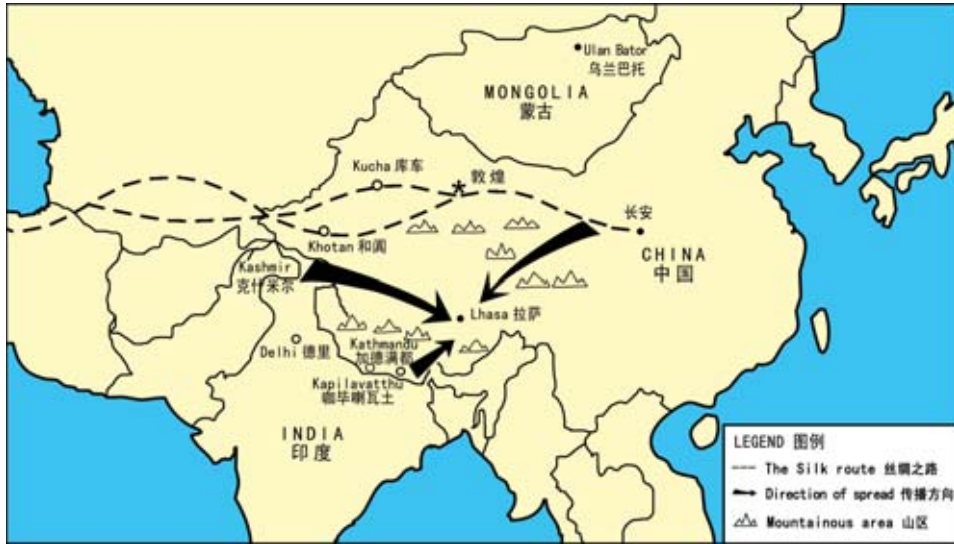 Ulan Bator
乌兰巴托
MONGOLIA
蒙古
Kucha 库车
敦煌
长安
Khotan 和阗
CHINA
中国
Kashmir
克什米尔
Lhasa 拉萨
Delhi 德里
Kathmandu
加德满都
Kapilavatthu
咖毕喇瓦土
INDIA
印度
LEGEND 图例
The Silk route 丝绸之路
Direction of spread 传播方向
Mountainous area 山区